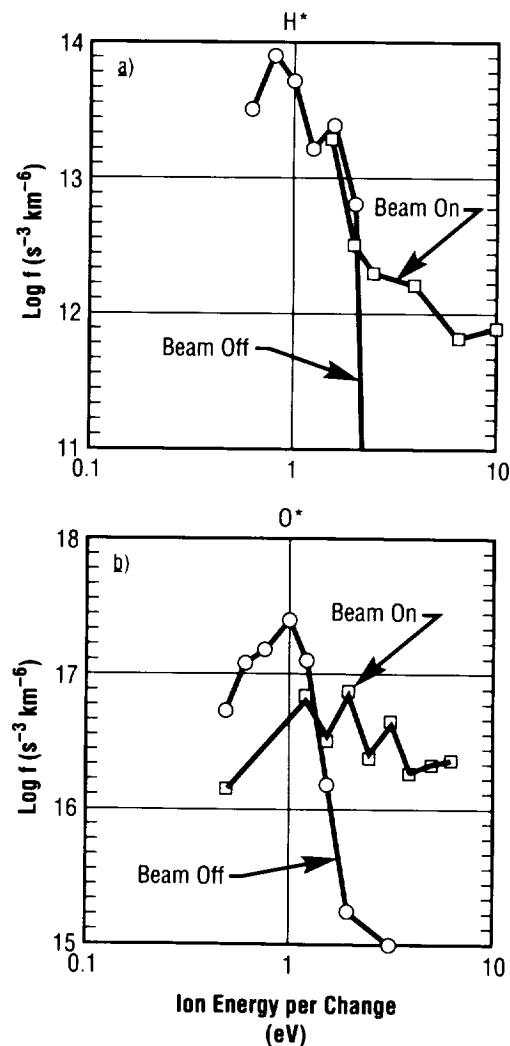 H*
14
a)
13
Beam On
Log f (s⁻³ km⁻⁶)
12
Beam Off
11
0.1
1
10
O*
18
b)
Beam On
17
Log f (s⁻³ km⁻⁶)
16
Beam Off
15
0.1
1
10
Ion Energy per Change
(eV)